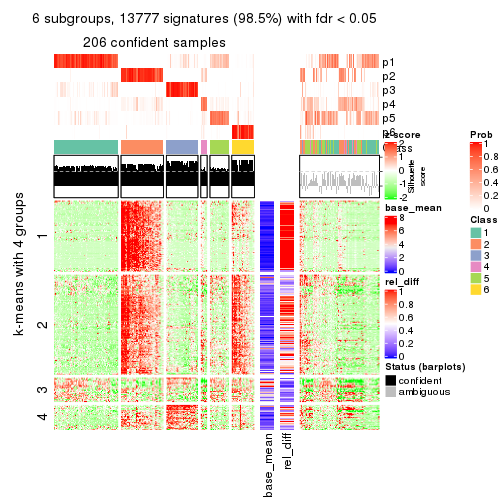 6 subgroups, 13777 signatures (98.5%) with fdr < 0.05
206 confident samples
p1
p2
p3
p4
p5
p6
Class
Silhouette
score
k-means with 4 groups
1
2
3
4
base_mean
rel_diff
z score
2
1
0
-1
-2
base_mean
8
6
4
2
0
rel_diff
1
0.8
0.6
0.4
0.2
0
Status (barplots)
confident
ambiguous
Prob
1
0.8
0.6
0.4
0.2
0
Class
1
2
3
4
5
6